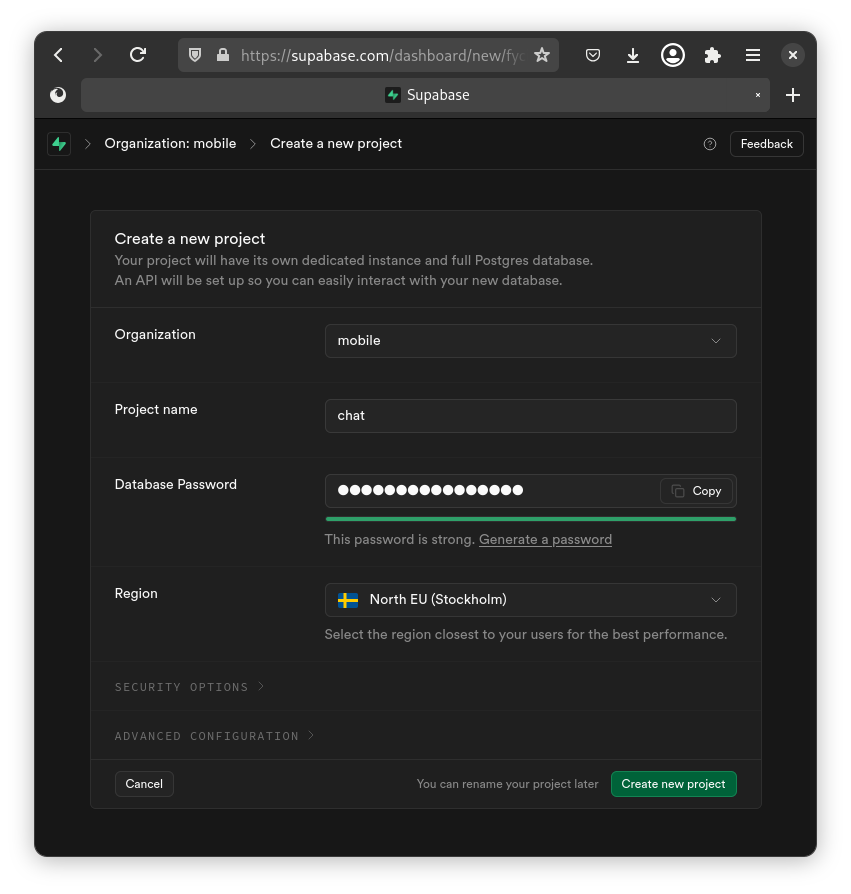 https://supabase.com/dashboard/new/fyc
Supabase
Organization: mobile
Create a new project
Feedback
Create a new project
Your project will have its own dedicated instance and full Postgres database.
An API will be set up so you can easily interact with your new database.
Organization
mobile
Project name
chat
Database Password
Copy
This password is strong. Generate a password
Region
North EU (Stockholm)
Select the region closest to your users for the best performance.
SECURITY OPTIONS
ADVANCED CONFIGURATION
Cancel
You can rename your project later
Create new project